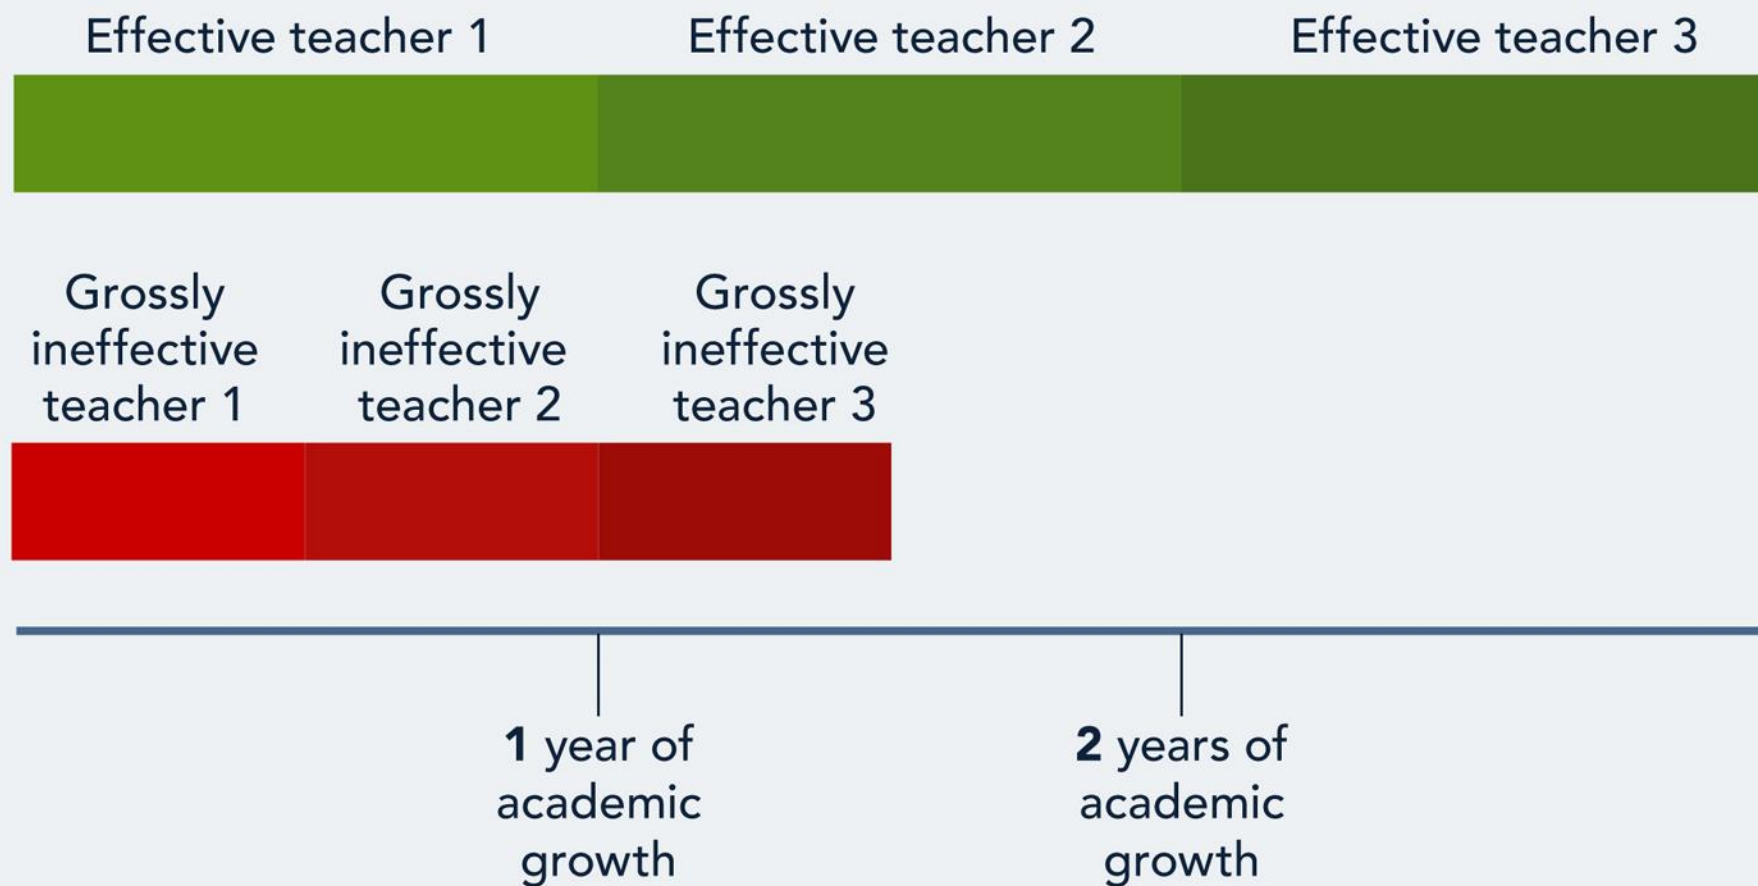 Effective teacher 1
Effective teacher 2
Effective teacher 3
Grossly
ineffective
teacher 1
Grossly
ineffective
teacher 2
Grossly
ineffective
teacher 3
1 year of
academic
growth
2 years of
academic
growth